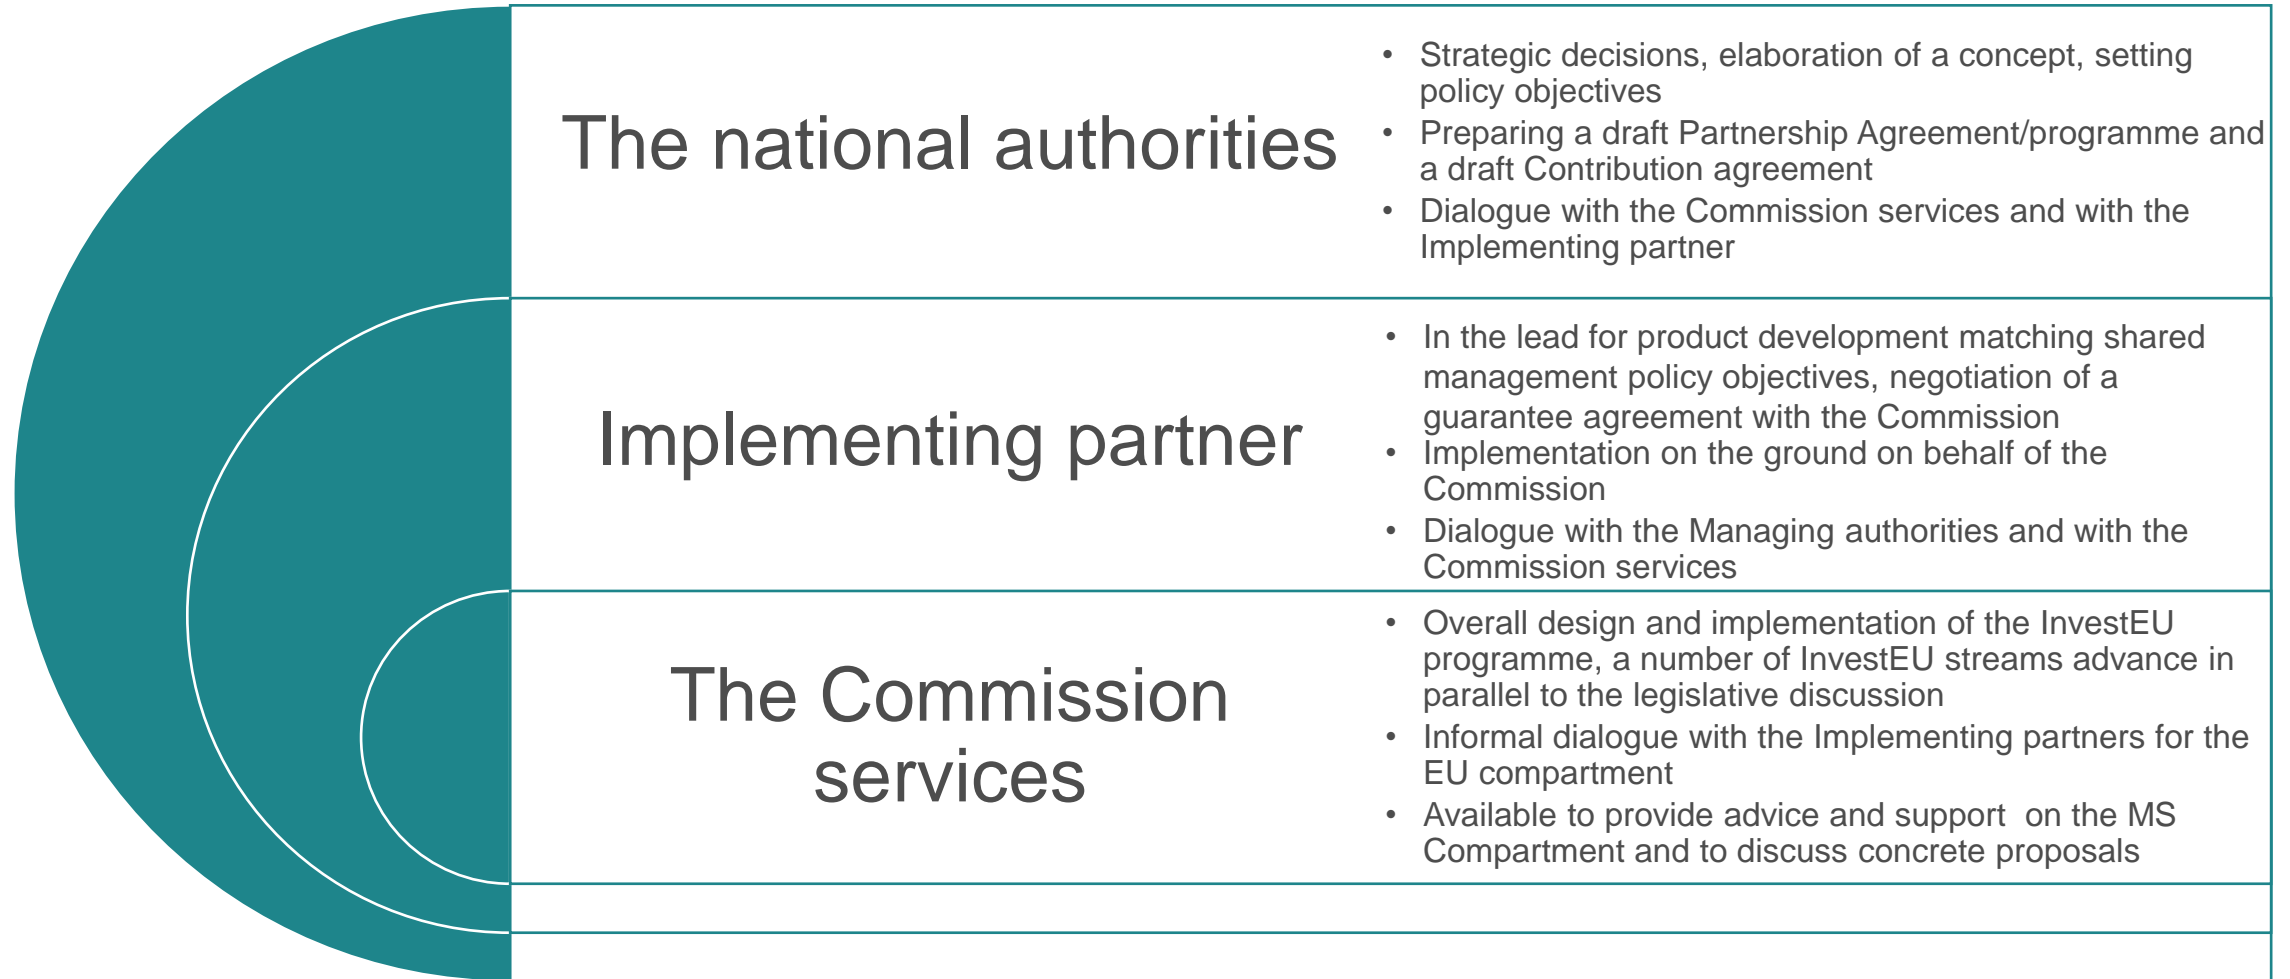 The national authorities
• Strategic decisions, elaboration of a concept, setting
policy objectives
• Preparing a draft Partnership Agreement/programme and
a draft Contribution agreement
• Dialogue with the Commission services and with the
Implementing partner
Implementing partner
• In the lead for product development matching shared
management policy objectives, negotiation of a
guarantee agreement with the Commission
• Implementation on the ground on behalf of the
Commission
• Dialogue with the Managing authorities and with the
Commission services
The Commission
services
• Overall design and implementation of the InvestEU
programme, a number of InvestEU streams advance in
parallel to the legislative discussion
• Informal dialogue with the Implementing partners for the
EU compartment
• Available to provide advice and support  on the MS
Compartment and to discuss concrete proposals